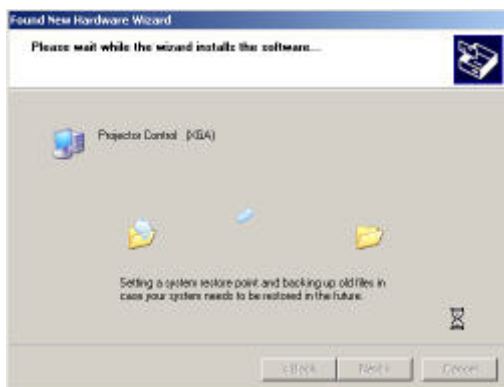 Found New Hardware Wizard
Please wait while the wizard installs the software...
Projector Control (XGA)
Setting a system restore point and backing up old files in
case your system needs to be restored in the future.
< Back
Next >
Cancel